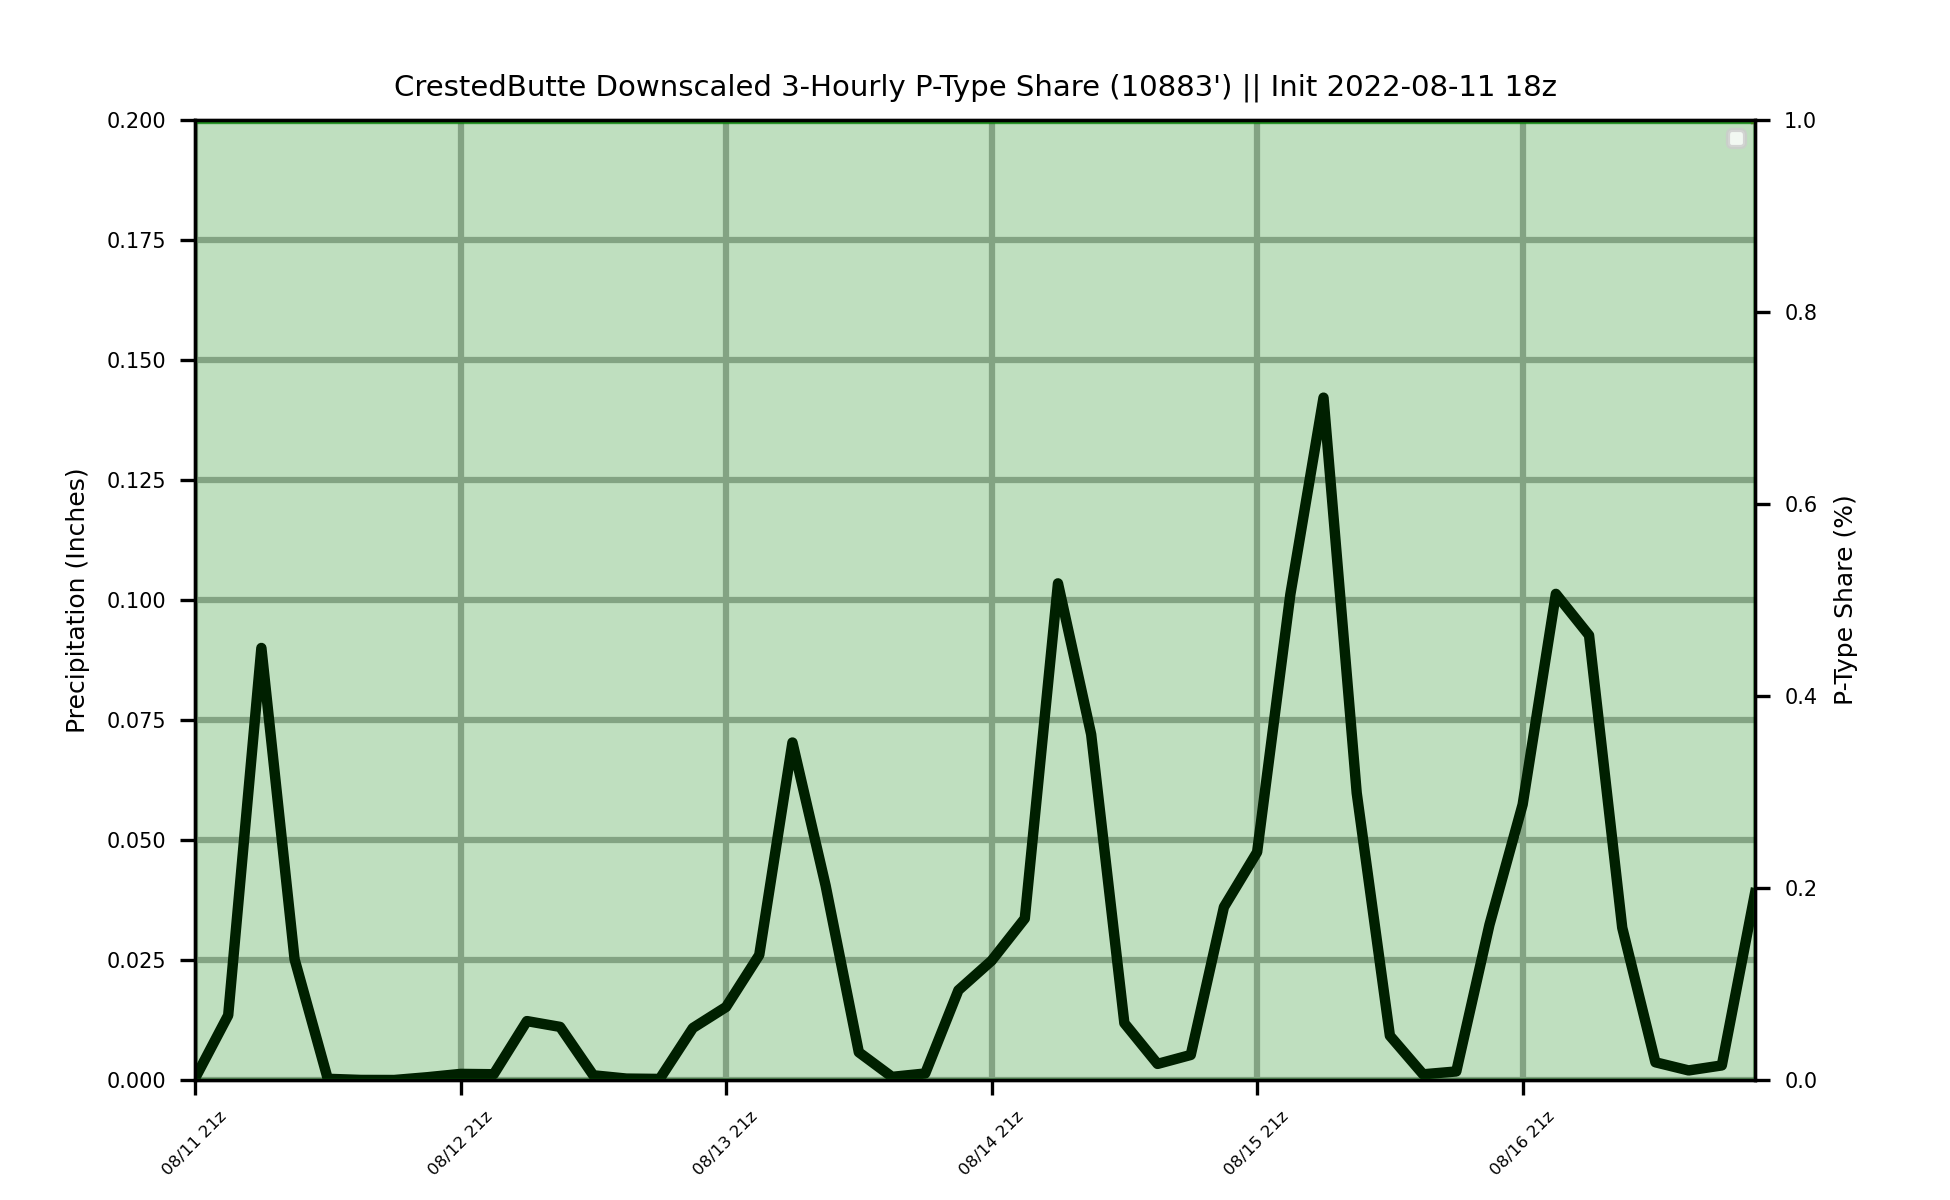 CrestedButte Downscaled 3-Hourly P-Type Share (10883') || Init 2022-08-11 18z
0.200
0.175
0.150
0.125
0.100
0.075
0.050
0.025
0.000
Precipitation (Inches)
1.0
0.8
0.6
0.4
0.2
0.0
P-Type Share (%)
08/11 21z
08/12 21z
08/13 21z
08/14 21z
08/15 21z
08/16 21z